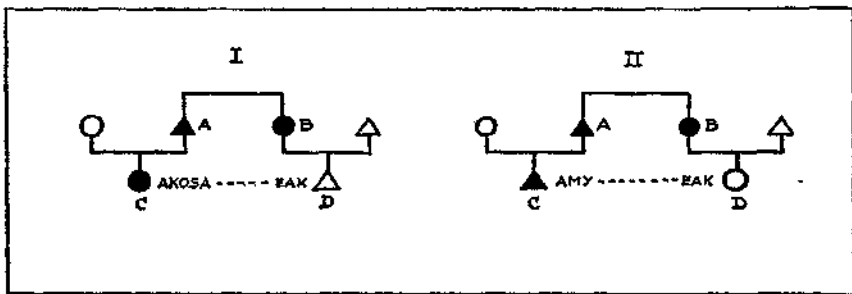 I
A B
AKOSA ------ EAK
C D
II
A B
AMY -------- EAK
C D